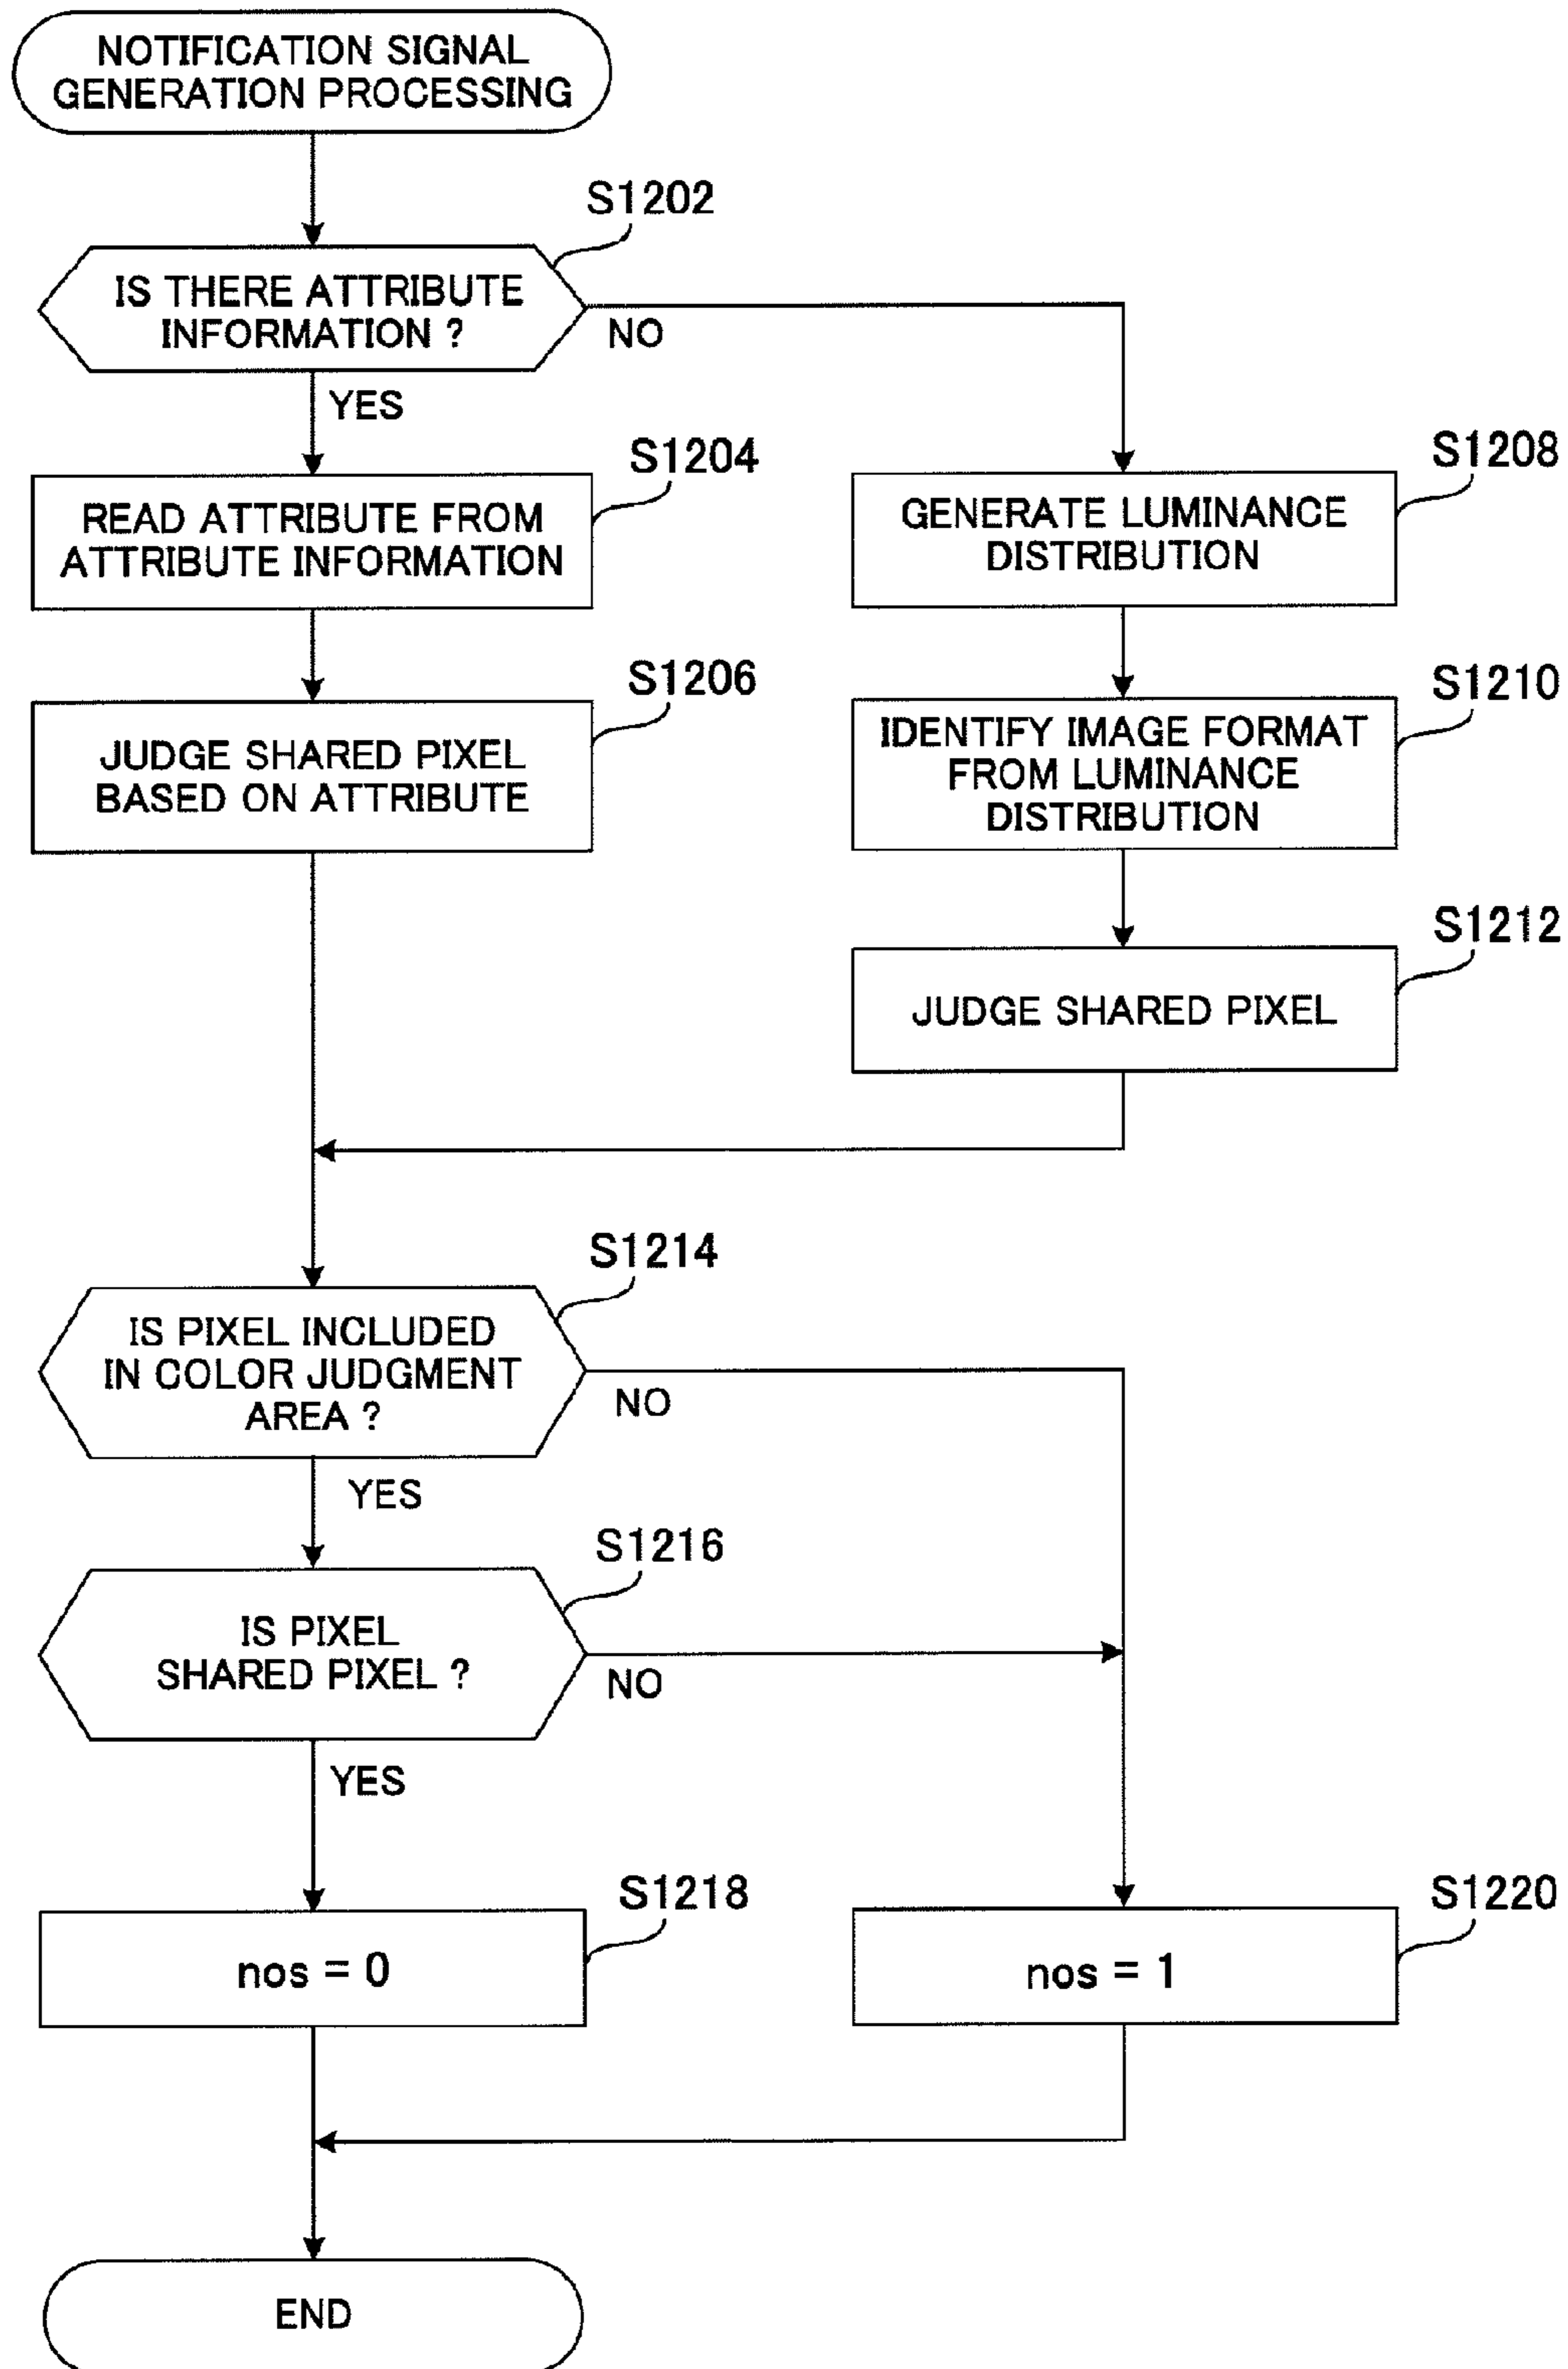 NOTIFICATION SIGNAL
GENERATION PROCESSING
S1202
IS THERE ATTRIBUTE
INFORMATION ?
NO
YES
S1204
READ ATTRIBUTE FROM
ATTRIBUTE INFORMATION
S1208
GENERATE LUMINANCE
DISTRIBUTION
S1206
JUDGE SHARED PIXEL
BASED ON ATTRIBUTE
S1210
IDENTIFY IMAGE FORMAT
FROM LUMINANCE
DISTRIBUTION
S1212
JUDGE SHARED PIXEL
S1214
IS PIXEL INCLUDED
IN COLOR JUDGMENT
AREA ?
NO
YES
S1216
IS PIXEL
SHARED PIXEL ?
NO
YES
S1218
nos = 0
S1220
nos = 1
END